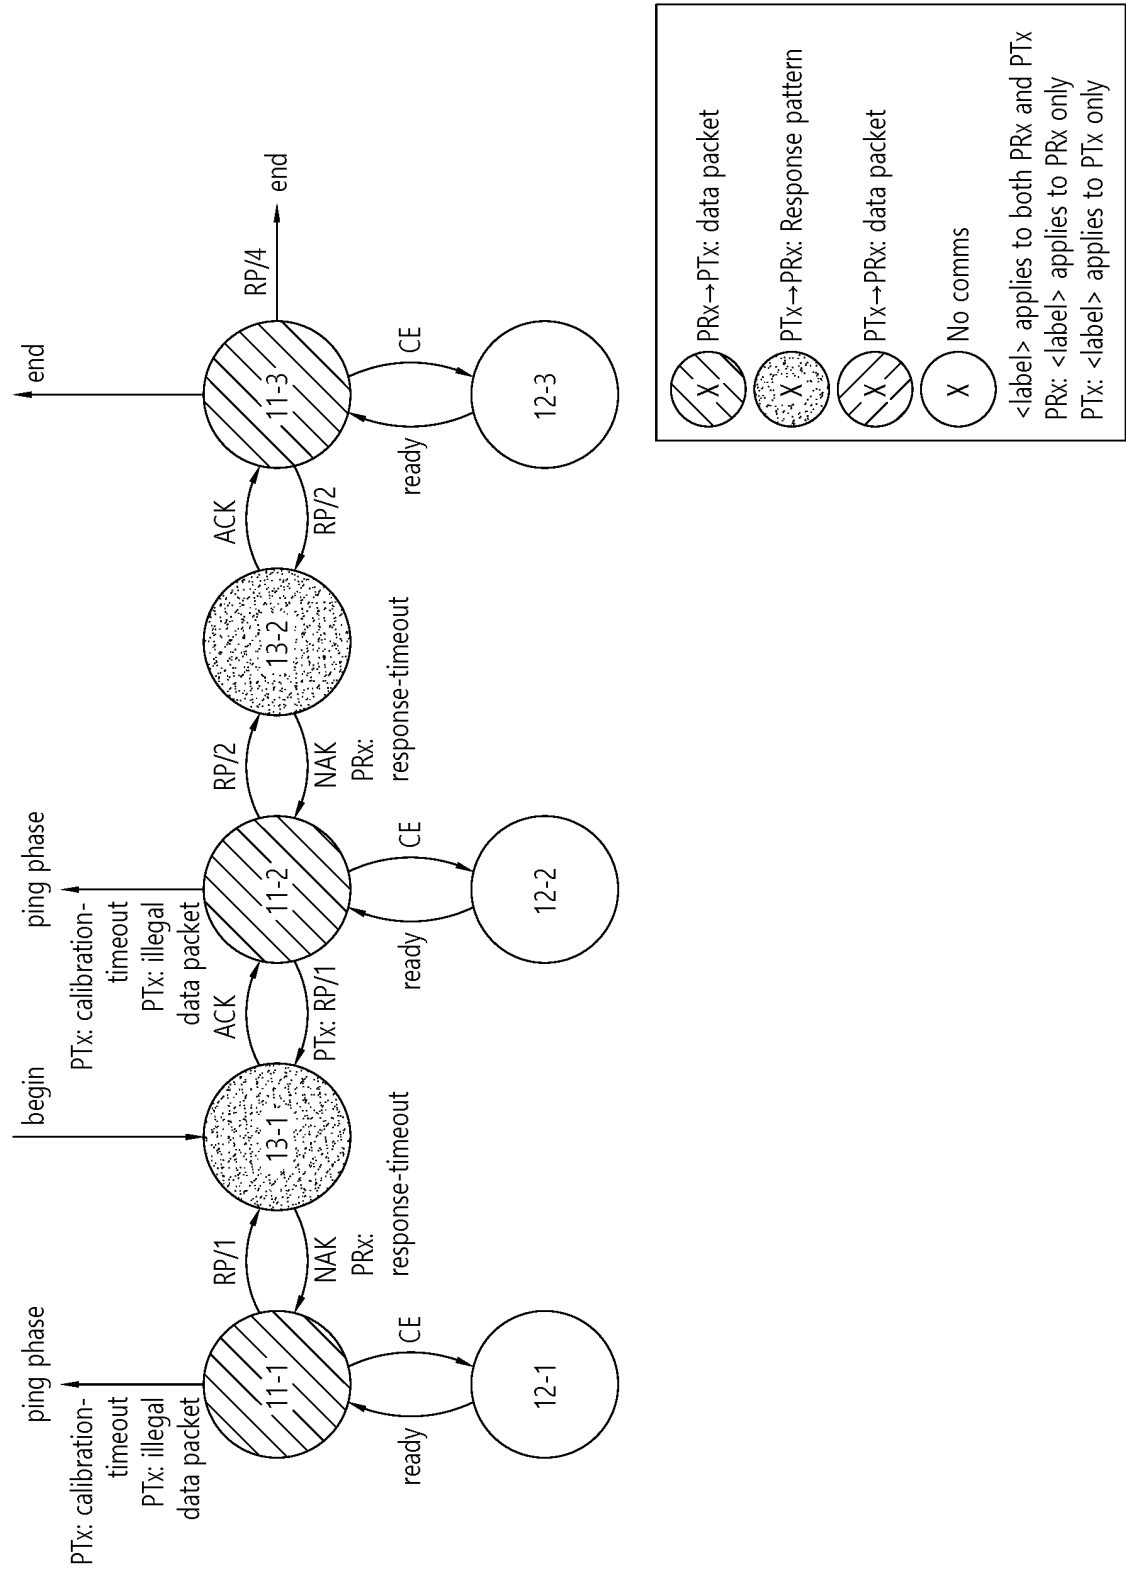 ping phase
PTx: calibration-
timeout
PTx: illegal
data packet
begin
ping phase
PTx: calibration-
timeout
PTx: illegal
data packet
end
11-1
RP/1
NAK
PRx:
response-timeout
13-1
ACK
PTx: RP/1
11-2
RP/2
NAK
PRx:
response-timeout
13-2
ACK
RP/2
11-3
RP/4
end
ready
CE
12-1
ready
CE
12-2
ready
CE
12-3
X PRx→PTx: data packet
X PTx→PRx: Response pattern
X PTx→PRx: data packet
X No comms
<label> applies to both PRx and PTx
PRx: <label> applies to PRx only
PTx: <label> applies to PTx only